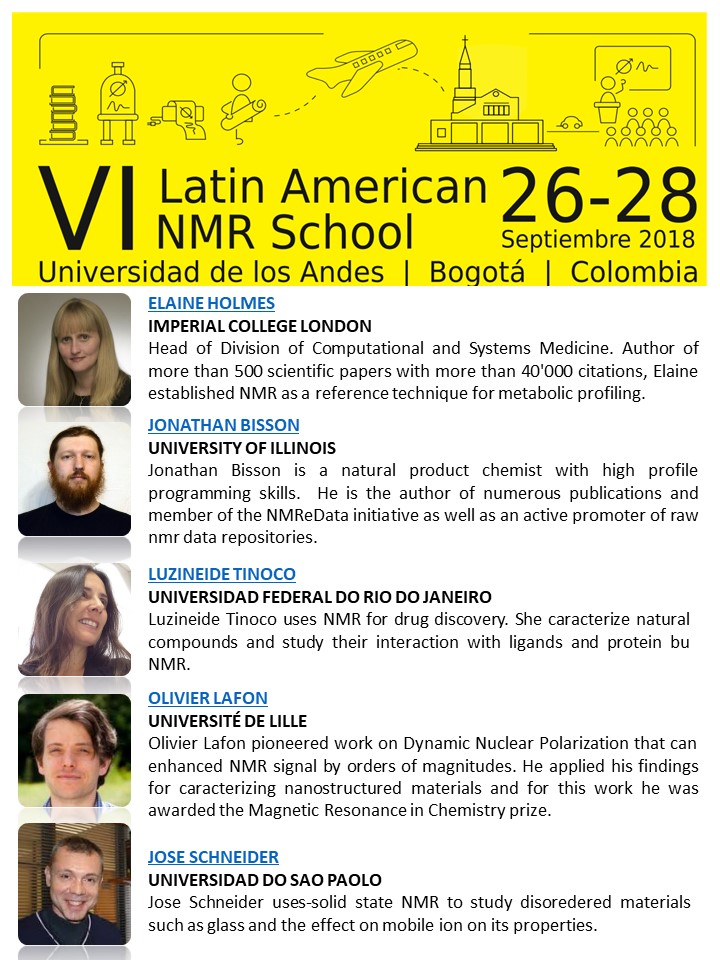 VI Latin American 26-28
NMR School Septiembre 2018
Universidad de los Andes | Bogotá | Colombia
ELAINE HOLMES
IMPERIAL COLLEGE LONDON
Head of Division of Computational and Systems Medicine. Author of
more than 500 scientific papers with more than 40'000 citations, Elaine
established NMR as a reference technique for metabolic profiling.
JONATHAN BISSON
UNIVERSITY OF ILLINOIS
Jonathan Bisson is a natural product chemist with high profile
programming skills. He is the author of numerous publications and
member of the NMReData initiative as well as an active promoter of raw
nmr data repositories.
LUZINEIDE TINOCO
UNIVERSIDAD FEDERAL DO RIO DO JANEIRO
Luzineide Tinoco uses NMR for drug discovery. She caracterize natural
compounds and study their interaction with ligands and protein bu
NMR.
OLIVIER LAFON
UNIVERSITÉ DE LILLE
Olivier Lafon pioneered work on Dynamic Nuclear Polarization that can
enhanced NMR signal by orders of magnitudes. He applied his findings
for caracterizing nanostructured materials and for this work he was
awarded the Magnetic Resonance in Chemistry prize.
JOSE SCHNEIDER
UNIVERSIDAD DO SAO PAOLO
Jose Schneider uses-solid state NMR to study disoredered materials
such as glass and the effect on mobile ion on its properties.